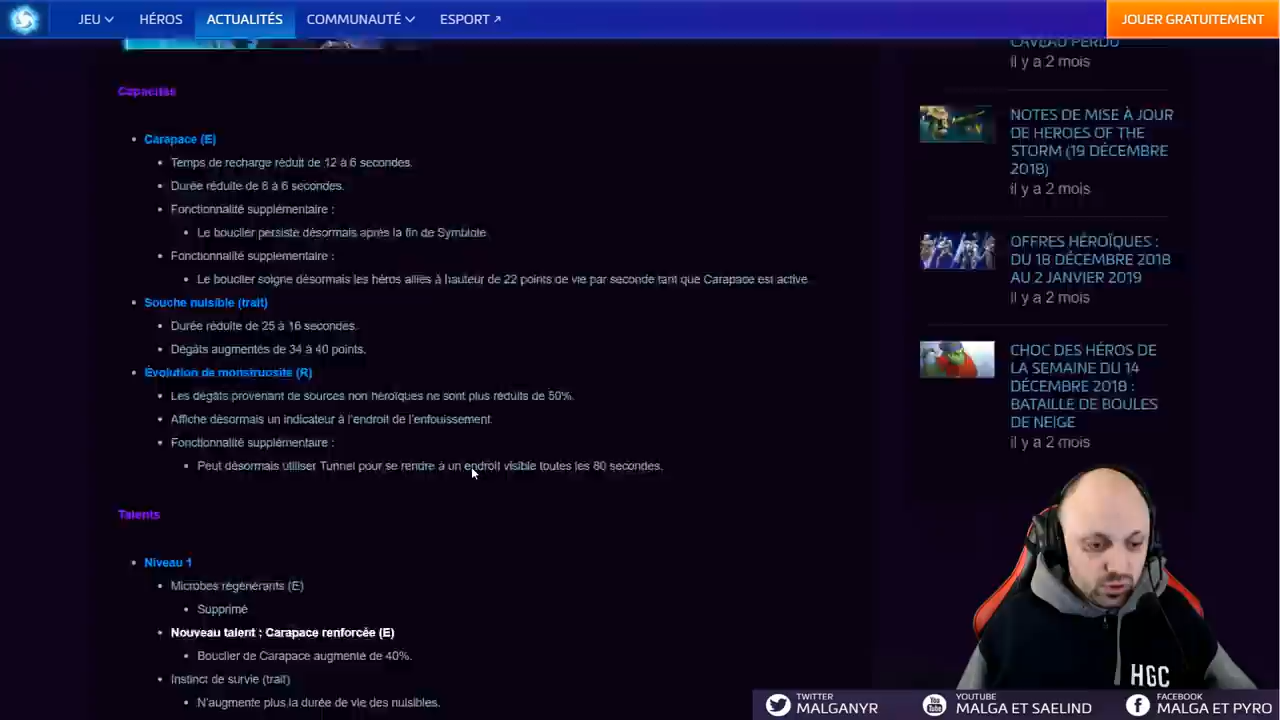 JEU
HÉROS
ACTUALITÉS
COMMUNAUTÉ
ESPORT
JOUER GRATUITEMENT
Capacités
Carapace (E)
Temps de recharge réduit de 12 à 6 secondes.
Durée réduite de 8 à 6 secondes.
Fonctionnalité supplémentaire :
Le bouclier persiste désormais après la fin de Symbiote.
Fonctionnalité supplémentaire :
Le bouclier soigne désormais les héros alliés à hauteur de 22 points de vie par seconde tant que Carapace est active.
Souche nuisible (trait)
Durée réduite de 25 à 16 secondes.
Dégâts augmentés de 34 à 40 points.
Évolution de monstruosité (R)
Les dégâts provenant de sources non héroïques ne sont plus réduits de 50%.
Affiche désormais un indicateur à l'endroit de l'enfouissement.
Fonctionnalité supplémentaire :
Peut désormais utiliser Tunnel pour se rendre à un endroit visible toutes les 80 secondes.
Talents
Niveau 1
Microbes régénérants (E)
Supprimé
Nouveau talent : Carapace renforcée (E)
Bouclier de Carapace augmenté de 40%.
Instinct de survie (trait)
N'augmente plus la durée de vie des nuisibles.
CAVEAU PERDU
il y a 2 mois
NOTES DE MISE À JOUR
DE HEROES OF THE
STORM (19 DÉCEMBRE
2018)
il y a 2 mois
OFFRES HÉROÏQUES :
DU 18 DÉCEMBRE 2018
AU 2 JANVIER 2019
il y a 2 mois
CHOC DES HÉROS DE
LA SEMAINE DU 14
DÉCEMBRE 2018 :
BATAILLE DE BOULES
DE NEIGE
il y a 2 mois
HGC
TWITTER
MALGANYR
YOUTUBE
MALGA ET SAELIND
FACEBOOK
MALGA ET PYRO